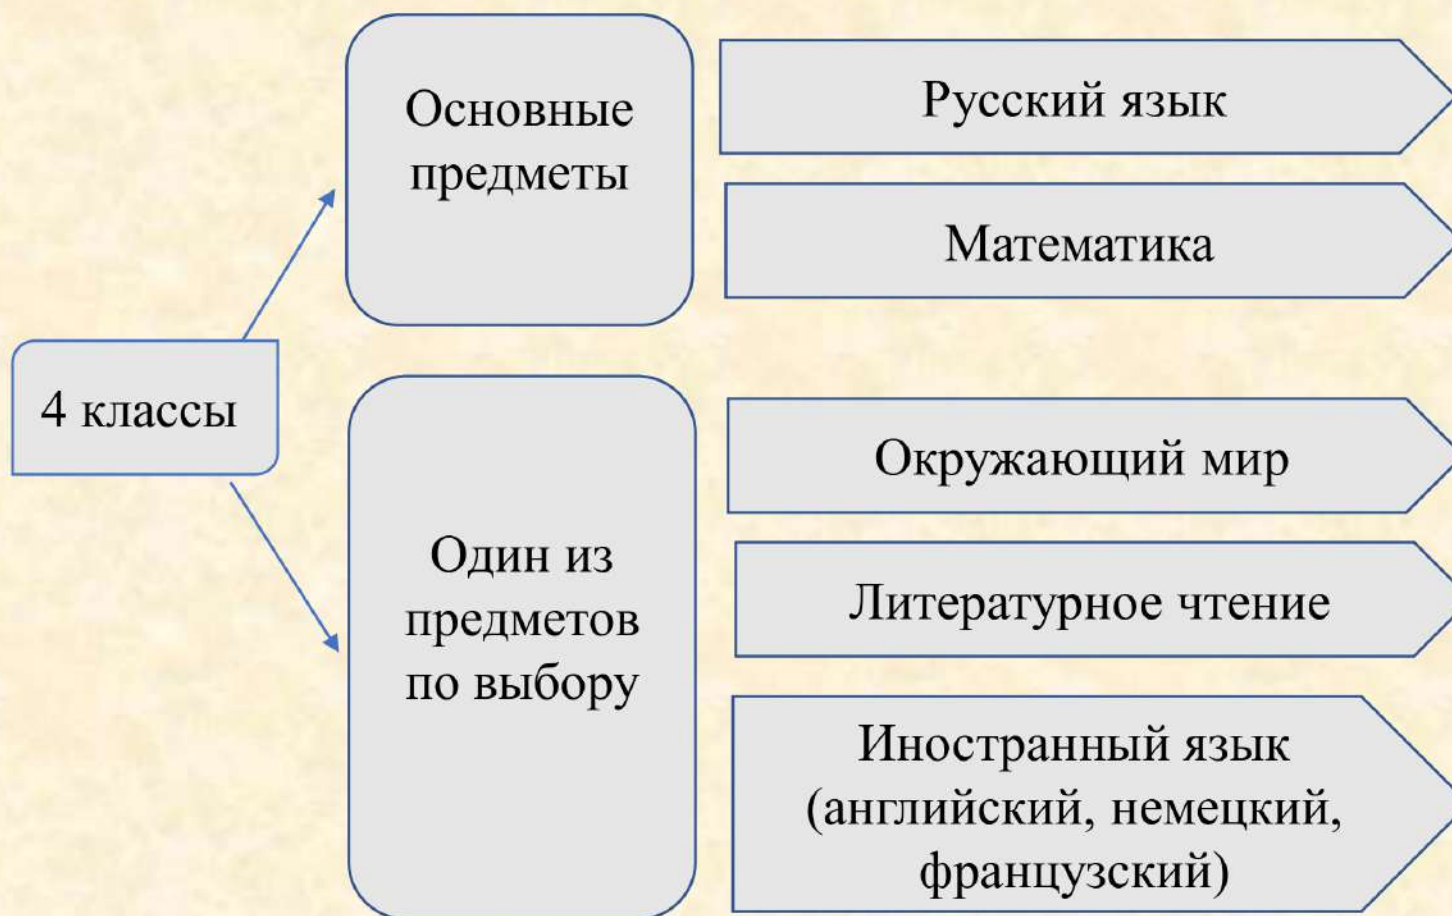 4 классы
Основные
предметы
Русский язык
Математика
Один из
предметов
по выбору
Окружающий мир
Литературное чтение
Иностранный язык
(английский, немецкий,
французский)